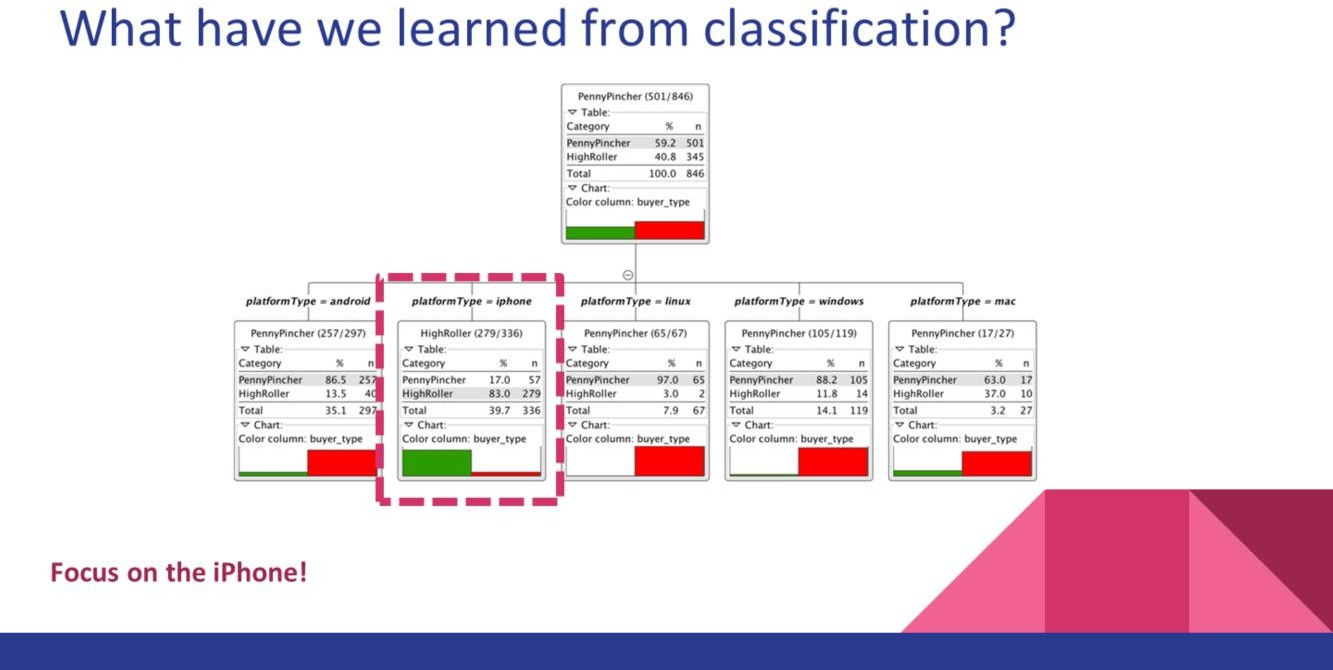 What have we learned from classification?
PennyPincher (501/846)
▽ Table:
Category % n
PennyPincher 59.2 501
HighRoller 40.8 345
Total 100.0 846
▽ Chart:
Color column: buyer_type
platformType = android
PennyPincher (257/297)
▽ Table:
Category % n
PennyPincher 86.5 257
HighRoller 13.5 40
Total 35.1 297
▽ Chart:
Color column: buyer_type
platformType = iphone
HighRoller (279/336)
▽ Table:
Category % n
PennyPincher 17.0 57
HighRoller 83.0 279
Total 39.7 336
▽ Chart:
Color column: buyer_type
platformType = linux
PennyPincher (65/67)
▽ Table:
Category % n
PennyPincher 97.0 65
HighRoller 3.0 2
Total 7.9 67
▽ Chart:
Color column: buyer_type
platformType = windows
PennyPincher (105/119)
▽ Table:
Category % n
PennyPincher 88.2 105
HighRoller 11.8 14
Total 14.1 119
▽ Chart:
Color column: buyer_type
platformType = mac
PennyPincher (17/27)
▽ Table:
Category % n
PennyPincher 63.0 17
HighRoller 37.0 10
Total 3.2 27
▽ Chart:
Color column: buyer_type
Focus on the iPhone!